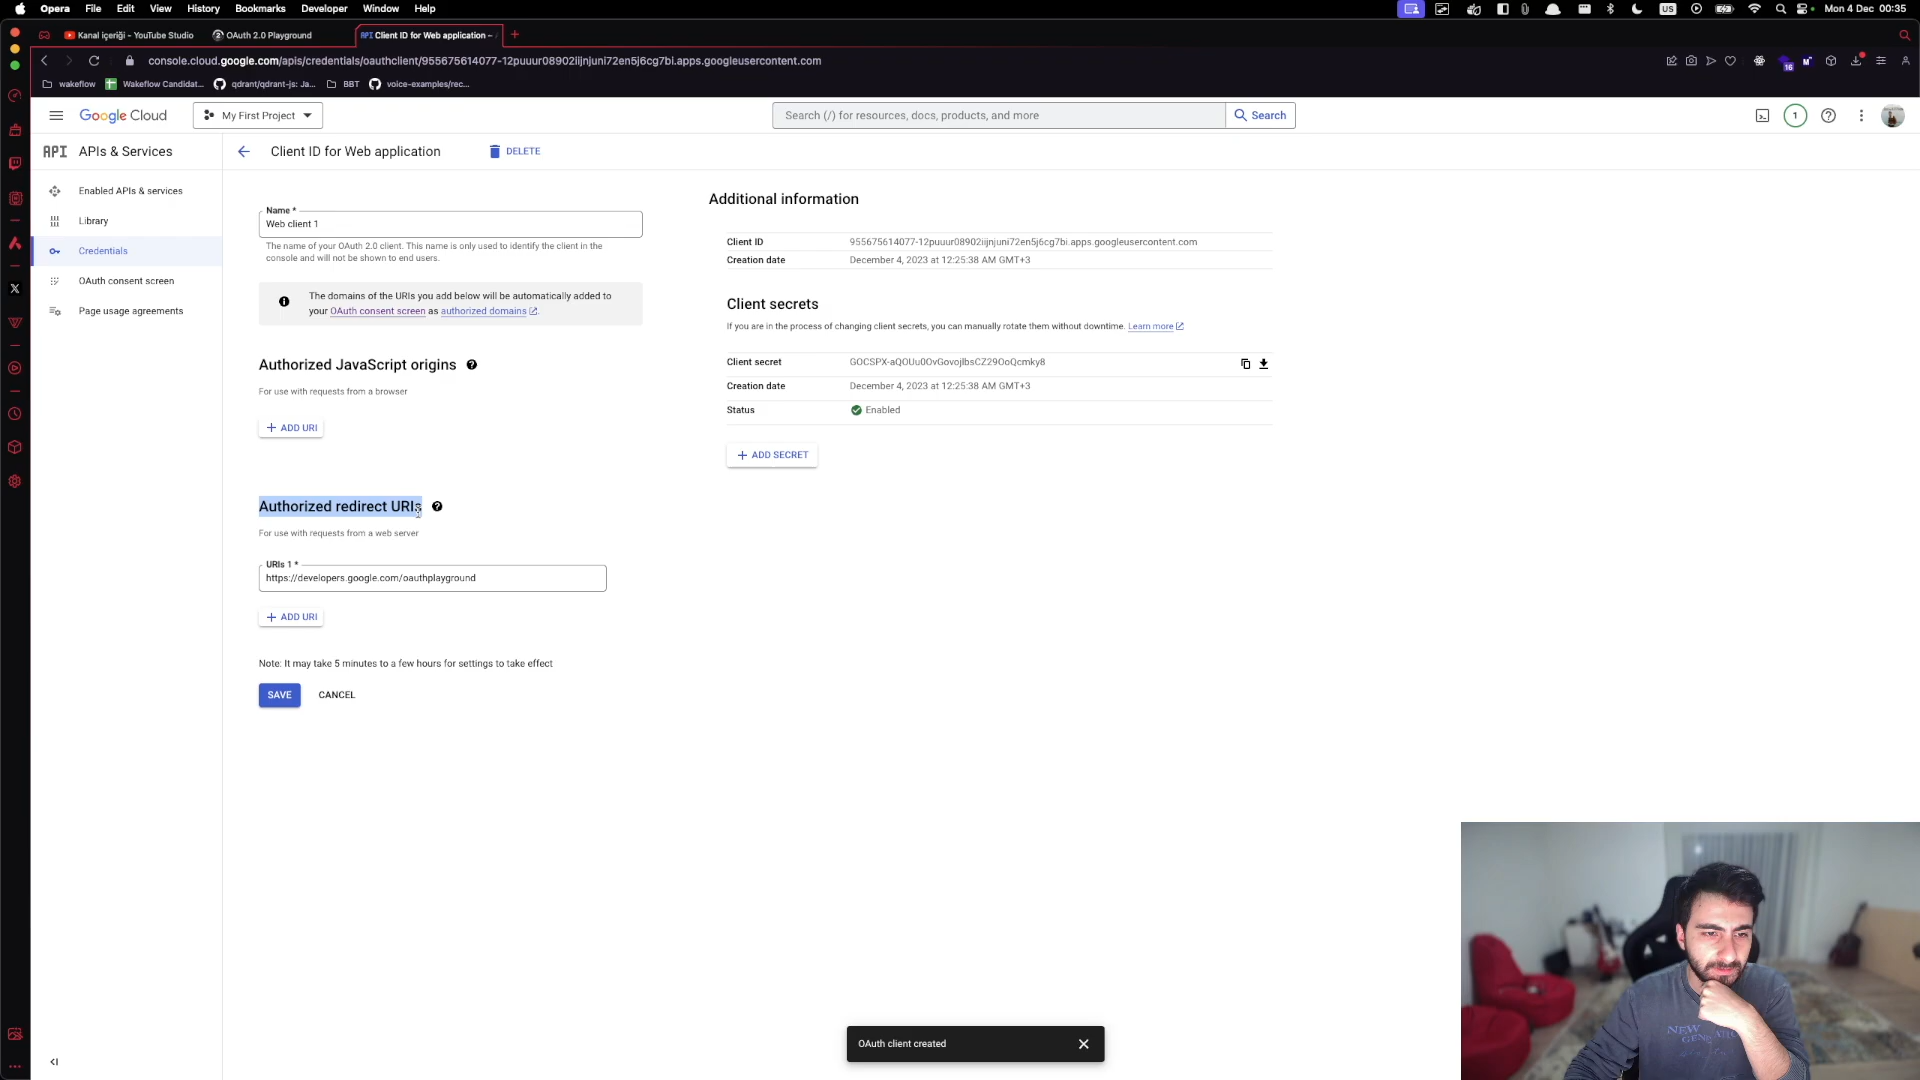 Opera File Edit View History Bookmarks Developer Window Help
US
Mon 4 Dec 00:35
Kanal içeriği - YouTube Studio
OAuth 2.0 Playground
API Client ID for Web application –
console.cloud.google.com/apis/credentials/oauthclient/955675614077-12puuur08902iijnjuni72en5j6cg7bi.apps.googleusercontent.com
16
wakeflow
Wakeflow Candidat...
qdrant/qdrant-js: Ja...
BBT
voice-examples/rec...
Google Cloud
My First Project
Search (/) for resources, docs, products, and more
Search
1
API APIs & Services
Client ID for Web application
DELETE
Enabled APIs & services
Library
Credentials
OAuth consent screen
Page usage agreements
Name *
Web client 1
The name of your OAuth 2.0 client. This name is only used to identify the client in the
console and will not be shown to end users.
The domains of the URIs you add below will be automatically added to
your OAuth consent screen as authorized domains.
Authorized JavaScript origins
For use with requests from a browser
+ ADD URI
Authorized redirect URIs
For use with requests from a web server
URIs 1 *
https://developers.google.com/oauthplayground
+ ADD URI
Note: It may take 5 minutes to a few hours for settings to take effect
SAVE
CANCEL
Additional information
Client ID 955675614077-12puuur08902iijnjuni72en5j6cg7bi.apps.googleusercontent.com
Creation date December 4, 2023 at 12:25:38 AM GMT+3
Client secrets
If you are in the process of changing client secrets, you can manually rotate them without downtime. Learn more
Client secret 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
Creation date December 4, 2023 at 12:25:38 AM GMT+3
Status Enabled
+ ADD SECRET
OAuth client created
NEW